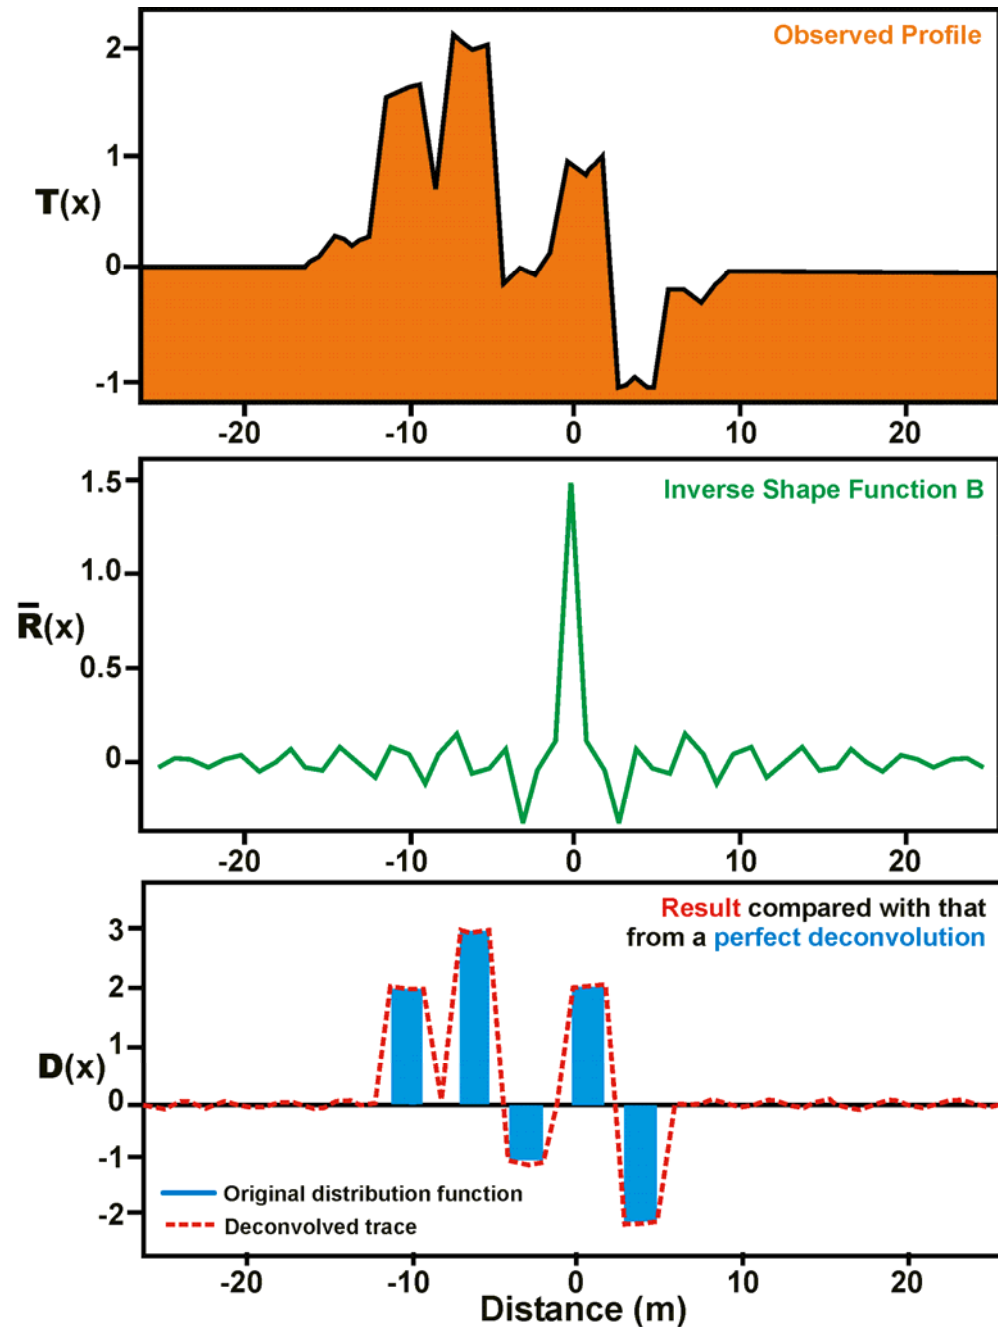 Observed Profile
2
1
T(x)
0
-1
-20 -10 0 10 20
Inverse Shape Function B
1.5
1.0
R̄(x)
0.5
0
-20 -10 0 10 20
Result compared with that
from a perfect deconvolution
3
2
1
D(x)
0
-1
-2
Original distribution function
Deconvolved trace
-20 -10 0 10 20
Distance (m)